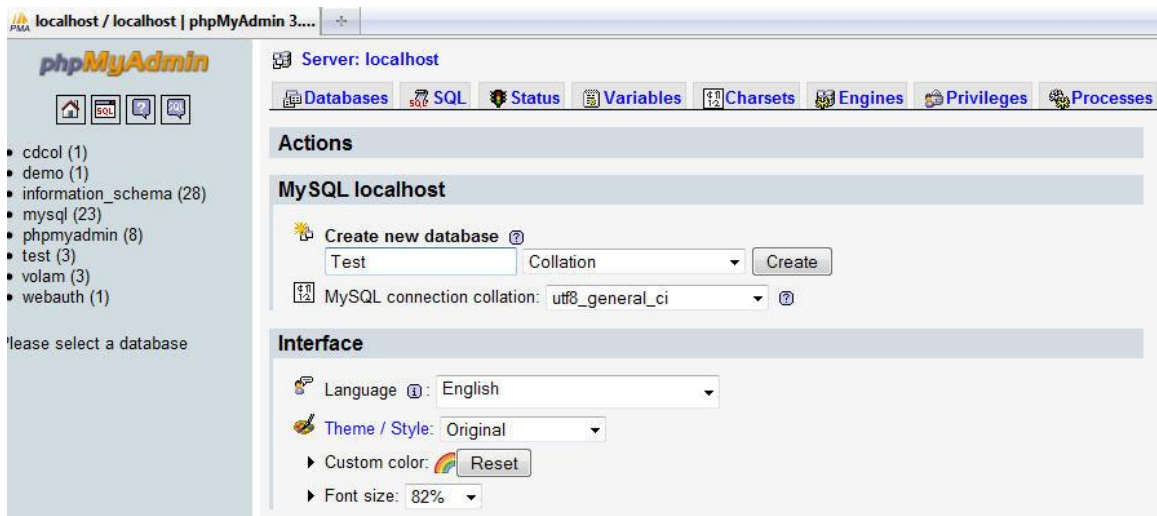 localhost / localhost | phpMyAdmin 3....
phpMyAdmin
SQL
SQL
cdcol (1)
demo (1)
information_schema (28)
mysql (23)
phpmyadmin (8)
test (3)
volam (3)
webauth (1)
Please select a database
Server: localhost
Databases SQL Status Variables Charsets Engines Privileges Processes
Actions
MySQL localhost
Create new database
Test Collation Create
MySQL connection collation: utf8_general_ci
Interface
Language : English
Theme / Style: Original
Custom color: Reset
Font size: 82%